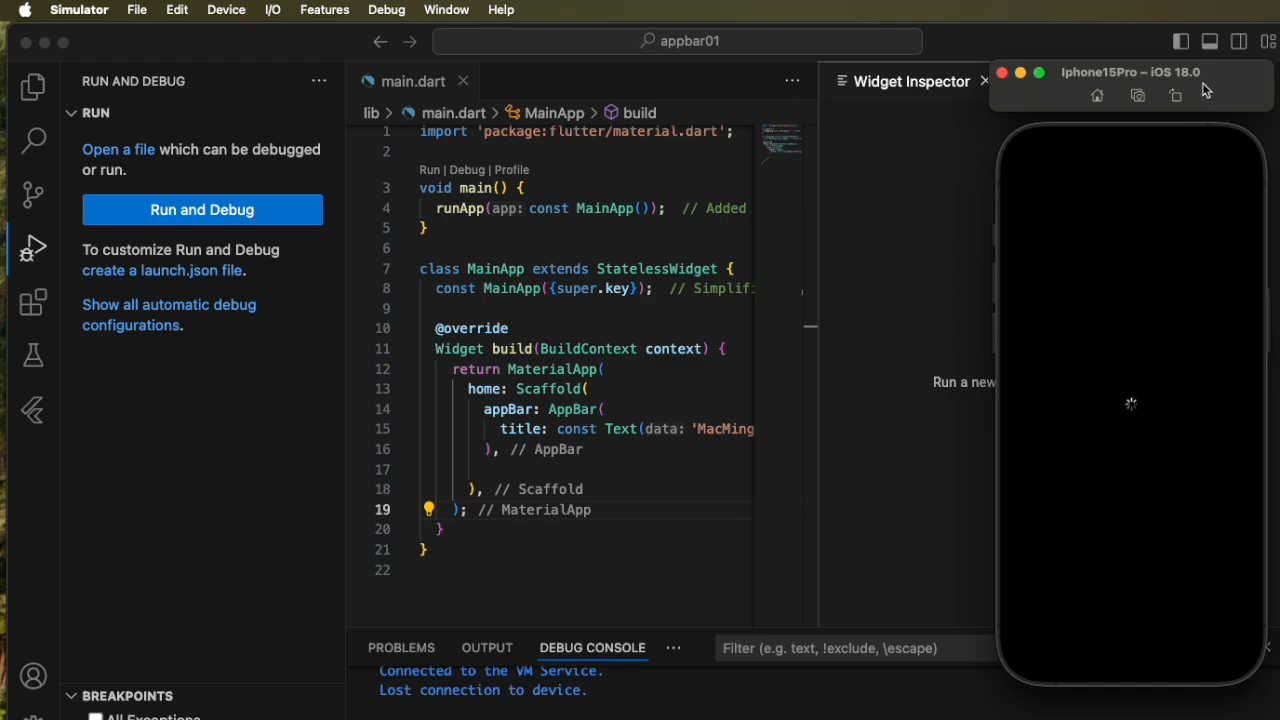 Simulator File Edit Device I/O Features Debug Window Help
appbar01
RUN AND DEBUG
RUN
Open a file which can be debugged
or run.
Run and Debug
To customize Run and Debug
create a launch.json file.
Show all automatic debug
configurations.
BREAKPOINTS
All Exceptions
main.dart
lib > main.dart > MainApp > build
1 import 'package:flutter/material.dart';
2
Run | Debug | Profile
3 void main() {
4 runApp(app: const MainApp()); // Added
5 }
6
7 class MainApp extends StatelessWidget {
8 const MainApp({super.key}); // Simplifi
9
10 @override
11 Widget build(BuildContext context) {
12 return MaterialApp(
13 home: Scaffold(
14 appBar: AppBar(
15 title: const Text(data: 'MacMing
16 ), // AppBar
17
18 ), // Scaffold
19 ); // MaterialApp
20 }
21 }
22
PROBLEMS OUTPUT DEBUG CONSOLE
Filter (e.g. text, !exclude, \escape)
Connected to the VM Service.
Lost connection to device.
Widget Inspector
Run a new
Iphone15Pro – iOS 18.0